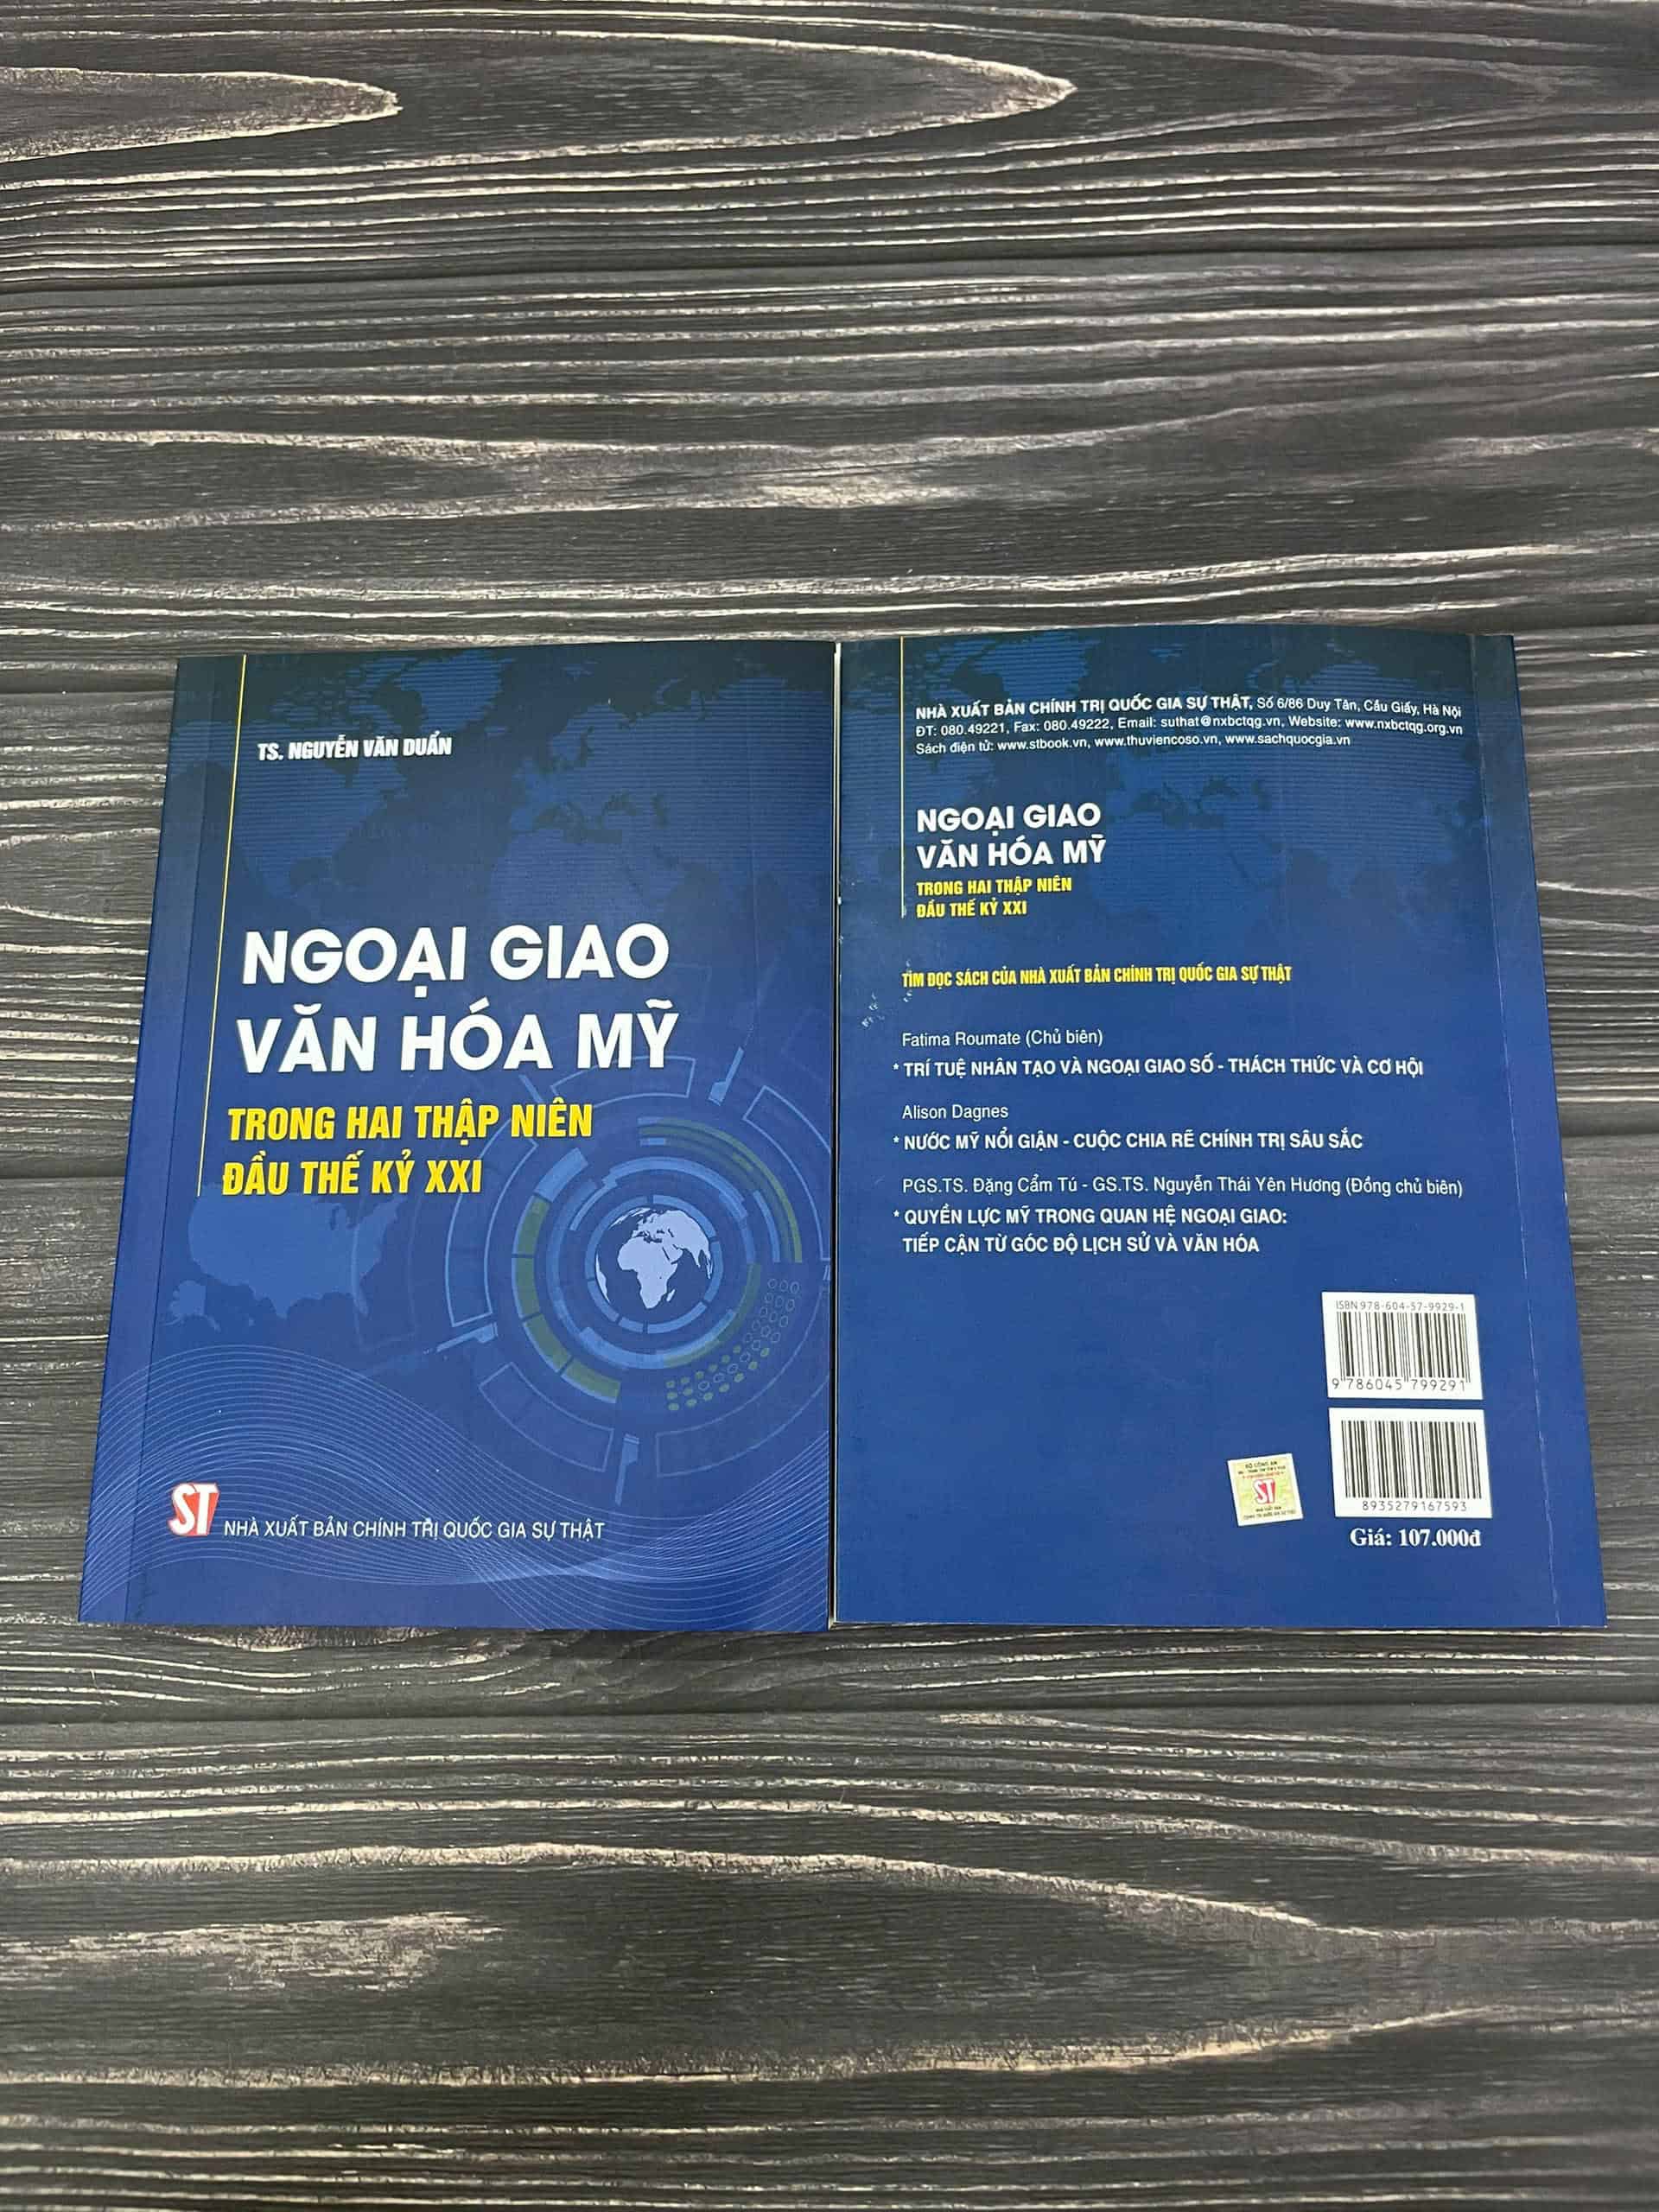 TS. NGUYỄN VĂN DUẨN
NGOẠI GIAO
VĂN HÓA MỸ
TRONG HAI THẬP NIÊN
ĐẦU THẾ KỶ XXI
ST
NHÀ XUẤT BẢN CHÍNH TRỊ QUỐC GIA SỰ THẬT
NHÀ XUẤT BẢN CHÍNH TRỊ QUỐC GIA SỰ THẬT, Số 6/86 Duy Tân, Cầu Giấy, Hà Nội
ĐT: 080.49221, Fax: 080.49222, Email: suthat@nxbctqg.vn, Website: www.nxbctqg.org.vn
Sách điện tử: www.stbook.vn, www.thuviencoso.vn, www.sachquocgia.vn
NGOẠI GIAO
VĂN HÓA MỸ
TRONG HAI THẬP NIÊN
ĐẦU THẾ KỶ XXI
TÌM ĐỌC SÁCH CỦA NHÀ XUẤT BẢN CHÍNH TRỊ QUỐC GIA SỰ THẬT
Fatima Roumate (Chủ biên)
* TRÍ TUỆ NHÂN TẠO VÀ NGOẠI GIAO SỐ - THÁCH THỨC VÀ CƠ HỘI
Alison Dagnes
* NƯỚC MỸ NỔI GIẬN - CUỘC CHIA RẼ CHÍNH TRỊ SÂU SẮC
PGS.TS. Đặng Cẩm Tú - GS.TS. Nguyễn Thái Yên Hương (Đồng chủ biên)
* QUYỀN LỰC MỸ TRONG QUAN HỆ NGOẠI GIAO:
TIẾP CẬN TỪ GÓC ĐỘ LỊCH SỬ VÀ VĂN HÓA
ISBN 978-604-57-9929-1
9 786045 799291
BỘ CÔNG AN
ST
8935279167593
Giá: 107.000đ